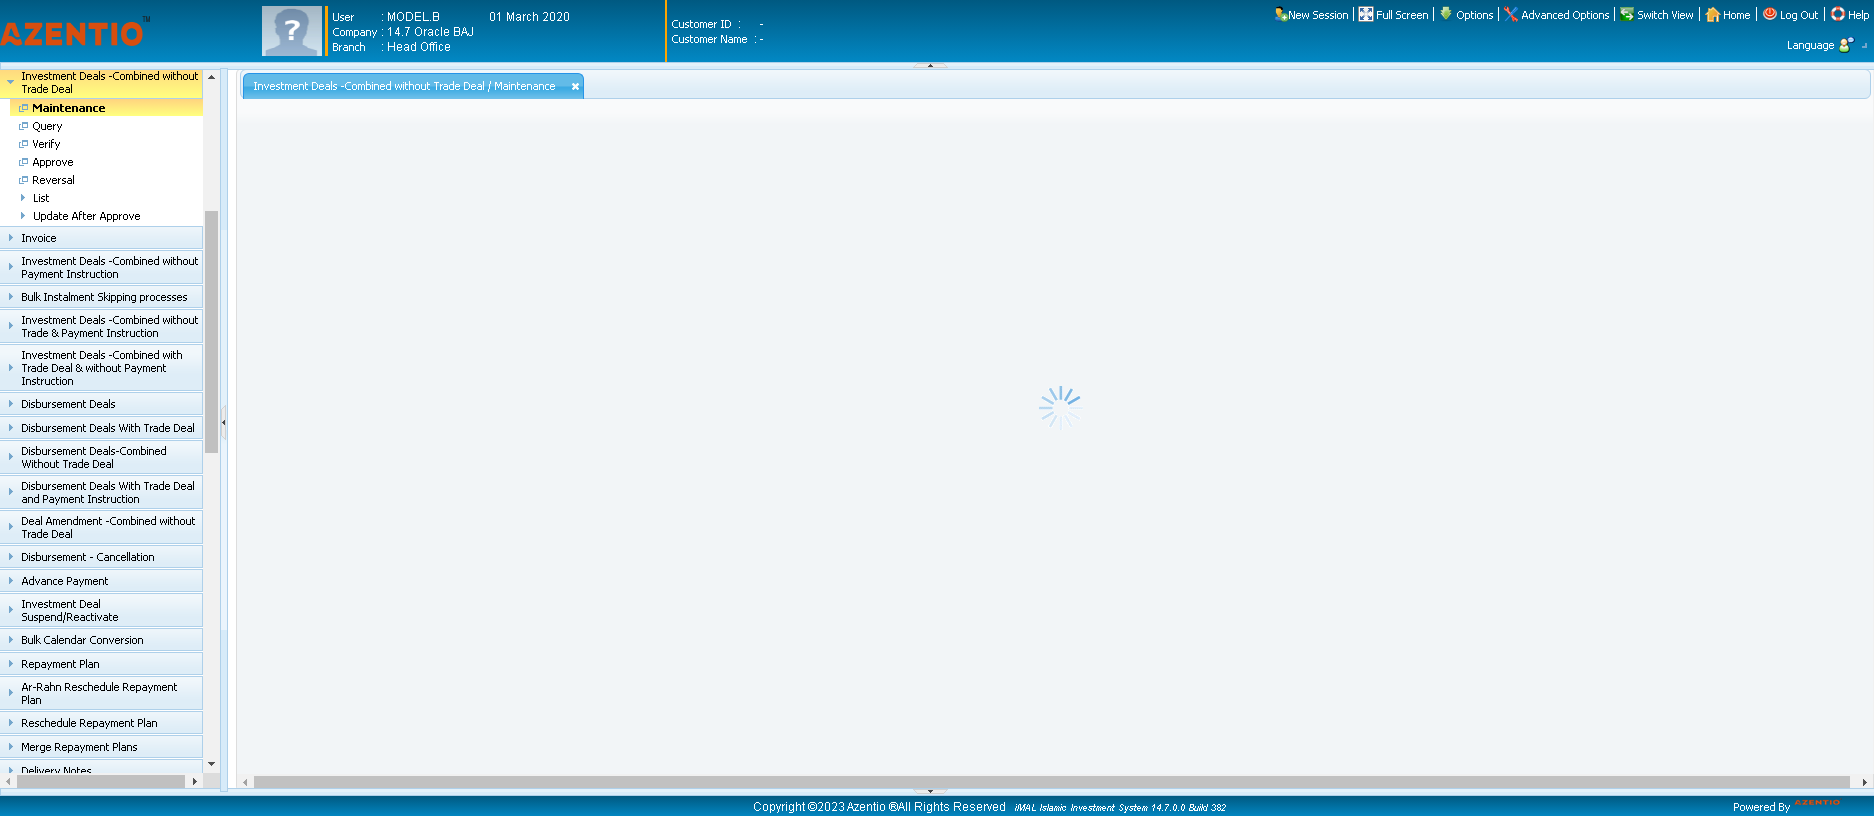 AZENTIO™
User : MODEL.B 01 March 2020
Company : 14.7 Oracle BAJ
Branch : Head Office
Customer ID : -
Customer Name : -
New Session
Full Screen
Options
Advanced Options
Switch View
Home
Log Out
Help
Language
Investment Deals -Combined without
Trade Deal
Maintenance
Query
Verify
Approve
Reversal
List
Update After Approve
Invoice
Investment Deals -Combined without
Payment Instruction
Bulk Instalment Skipping processes
Investment Deals -Combined without
Trade & Payment Instruction
Investment Deals -Combined with
Trade Deal & without Payment
Instruction
Disbursement Deals
Disbursement Deals With Trade Deal
Disbursement Deals-Combined
Without Trade Deal
Disbursement Deals With Trade Deal
and Payment Instruction
Deal Amendment -Combined without
Trade Deal
Disbursement - Cancellation
Advance Payment
Investment Deal
Suspend/Reactivate
Bulk Calendar Conversion
Repayment Plan
Ar-Rahn Reschedule Repayment
Plan
Reschedule Repayment Plan
Merge Repayment Plans
Delivery Notes
Investment Deals -Combined without Trade Deal / Maintenance
Copyright ©2023 Azentio ®All Rights Reserved iMAL Islamic Investment System 14.7.0.0 Build 382
Powered By AZENTIO